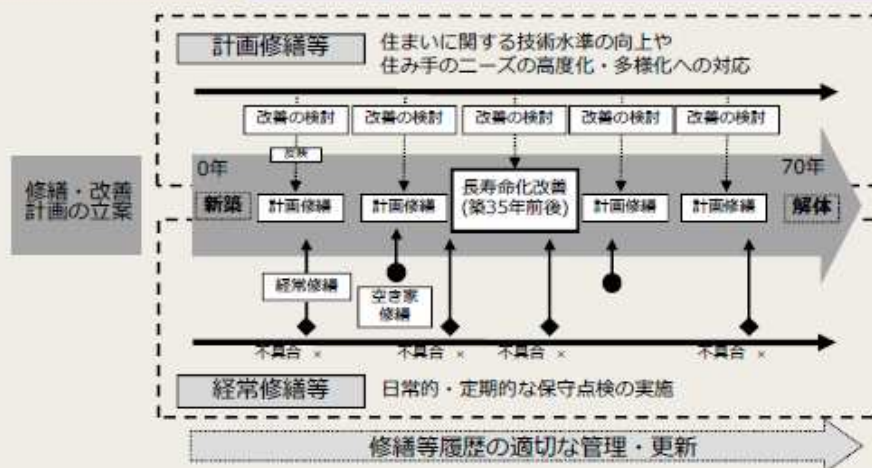 計画修繕等
住まいに関する技術水準の向上や
住み手のニーズの高度化・多様化への対応
改善の検討
改善の検討
改善の検討
改善の検討
改善の検討
反映
0年
70年
修繕・改善
計画の立案
新築
計画修繕
計画修繕
長寿命化改善
(築35年前後)
計画修繕
計画修繕
解体
経常修繕
空き家
修繕
不具合 ×
不具合 ×
不具合 ×
不具合 ×
経常修繕等
日常的・定期的な保守点検の実施
修繕等履歴の適切な管理・更新